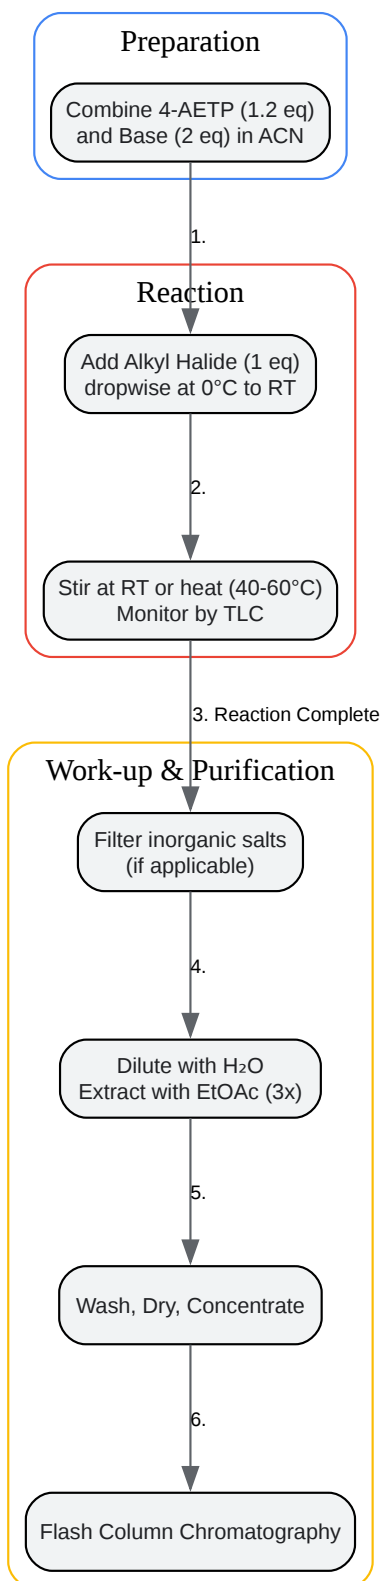 Preparation
Combine 4-AETP (1.2 eq)
and Base (2 eq) in ACN
1.
Reaction
Add Alkyl Halide (1 eq)
dropwise at 0°C to RT
2.
Stir at RT or heat (40-60°C)
Monitor by TLC
3. Reaction Complete
Work-up & Purification
Filter inorganic salts
(if applicable)
4.
Dilute with H₂O
Extract with EtOAc (3x)
5.
Wash, Dry, Concentrate
6.
Flash Column Chromatography